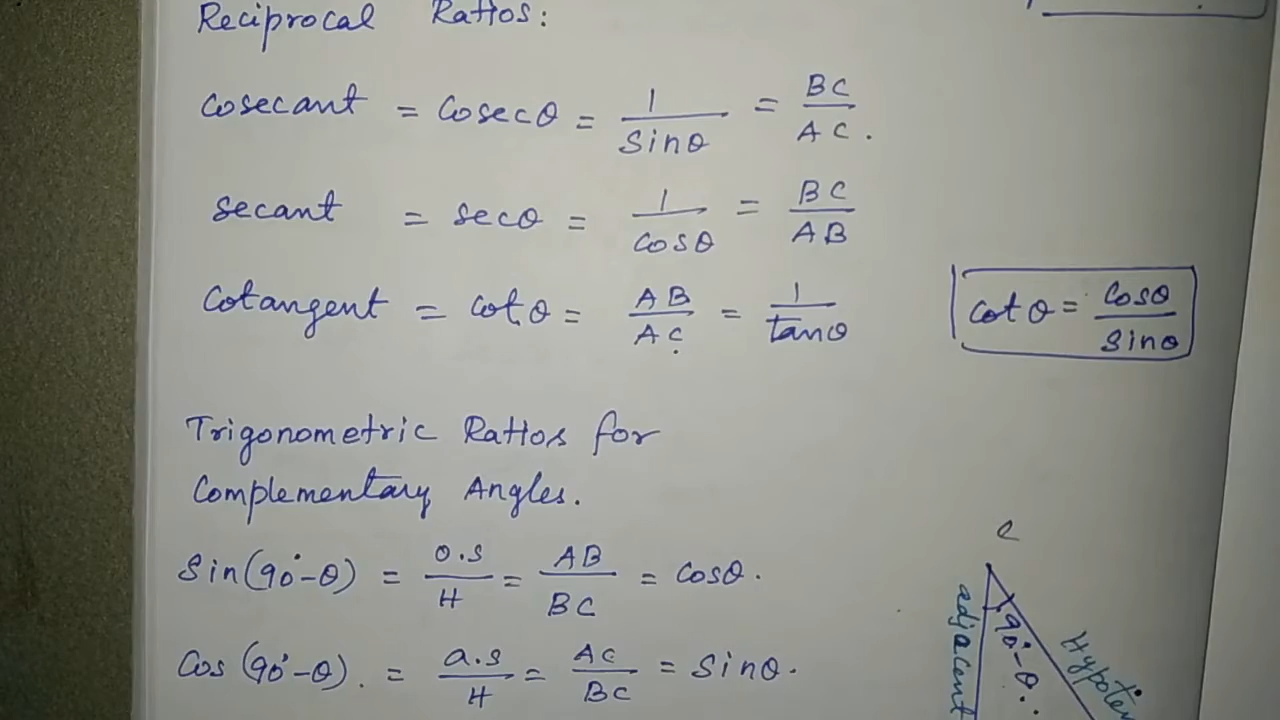 Reciprocal Ratios:
cosecant = cosecθ = 1/sinθ = BC/AC.
secant = secθ = 1/cosθ = BC/AB
cotangent = cotθ = AB/AC = 1/tanθ
cotθ = cosθ/sinθ
Trigonometric Ratios for
Complementary Angles.
sin(90°-θ) = o.s/H = AB/BC = cosθ.
cos(90°-θ). = a.s/H = AC/BC = sinθ.
C
adjacent
90°-θ